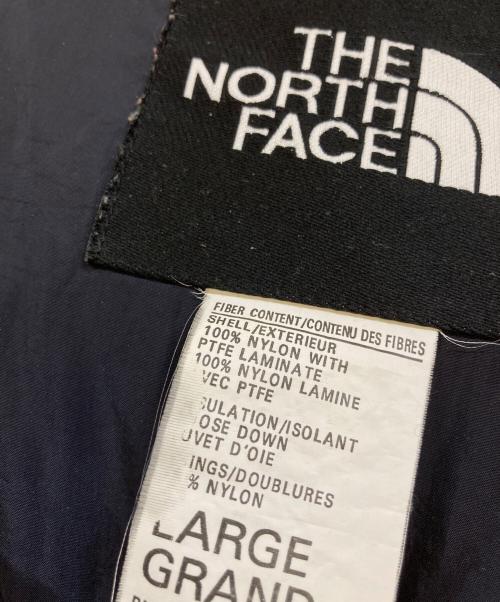 THE
NORTH
FACE
FIBER CONTENT/CONTENU DES FIBRES
SHELL/EXTERIEUR
100% NYLON WITH
PTFE LAMINATE
100% NYLON LAMINE
VEC PTFE
ULATION/ISOLANT
OSE DOWN
UVET D'OIE
INGS/DOUBLURES
% NYLON
LARGE
GRAND